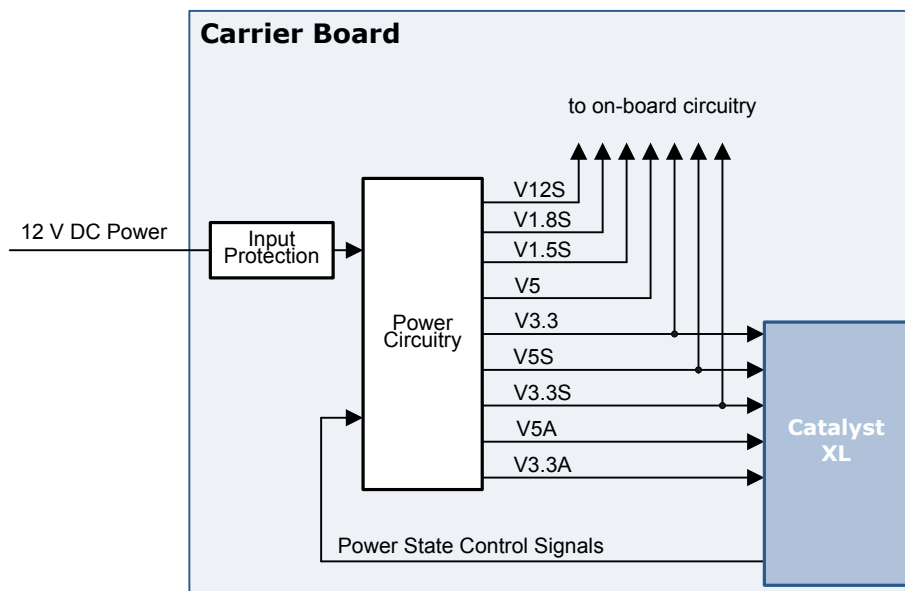 Carrier Board
to on-board circuitry
V12S
V1.8S
12 V DC Power
Input
Protection
V1.5S
V5
Power
Circuitry
V3.3
V5S
V3.3S
Catalyst
XL
V5A
V3.3A
Power State Control Signals